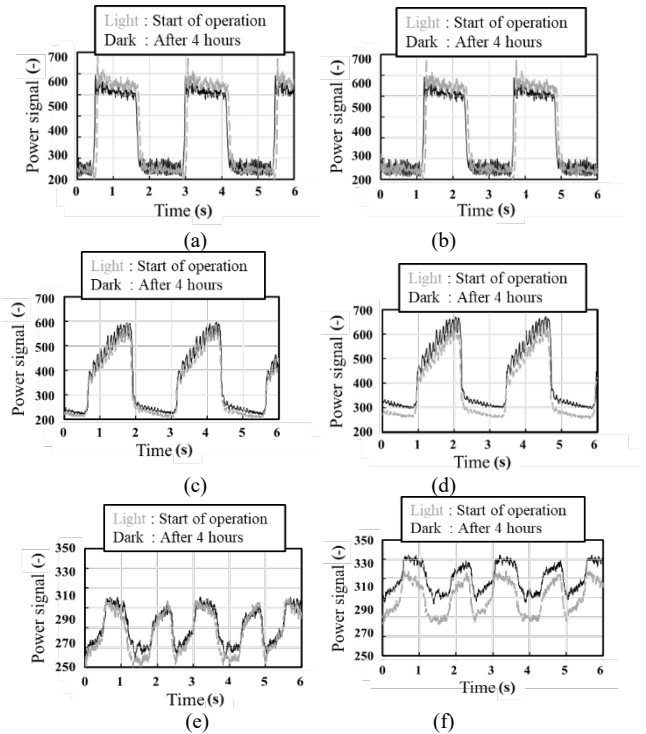 Light : Start of operation
Dark : After 4 hours
Power signal (-)
700
600
500
400
300
200
0 1 2 3 4 5 6
Time (s)
(a)
Light : Start of operation
Dark : After 4 hours
Power signal (-)
700
600
500
400
300
200
0 1 2 3 4 5 6
Time (s)
(b)
Light : Start of operation
Dark : After 4 hours
Power signal (-)
700
600
500
400
300
200
0 1 2 3 4 5 6
Time (s)
(c)
Light : Start of operation
Dark : After 4 hours
Power signal (-)
700
600
500
400
300
200
0 1 2 3 4 5 6
Time (s)
(d)
Light : Start of operation
Dark : After 4 hours
Power signal (-)
350
330
310
290
270
250
0 1 2 3 4 5 6
Time (s)
(e)
Light : Start of operation
Dark : After 4 hours
Power signal (-)
350
330
310
290
270
250
0 1 2 3 4 5 6
Time (s)
(f)